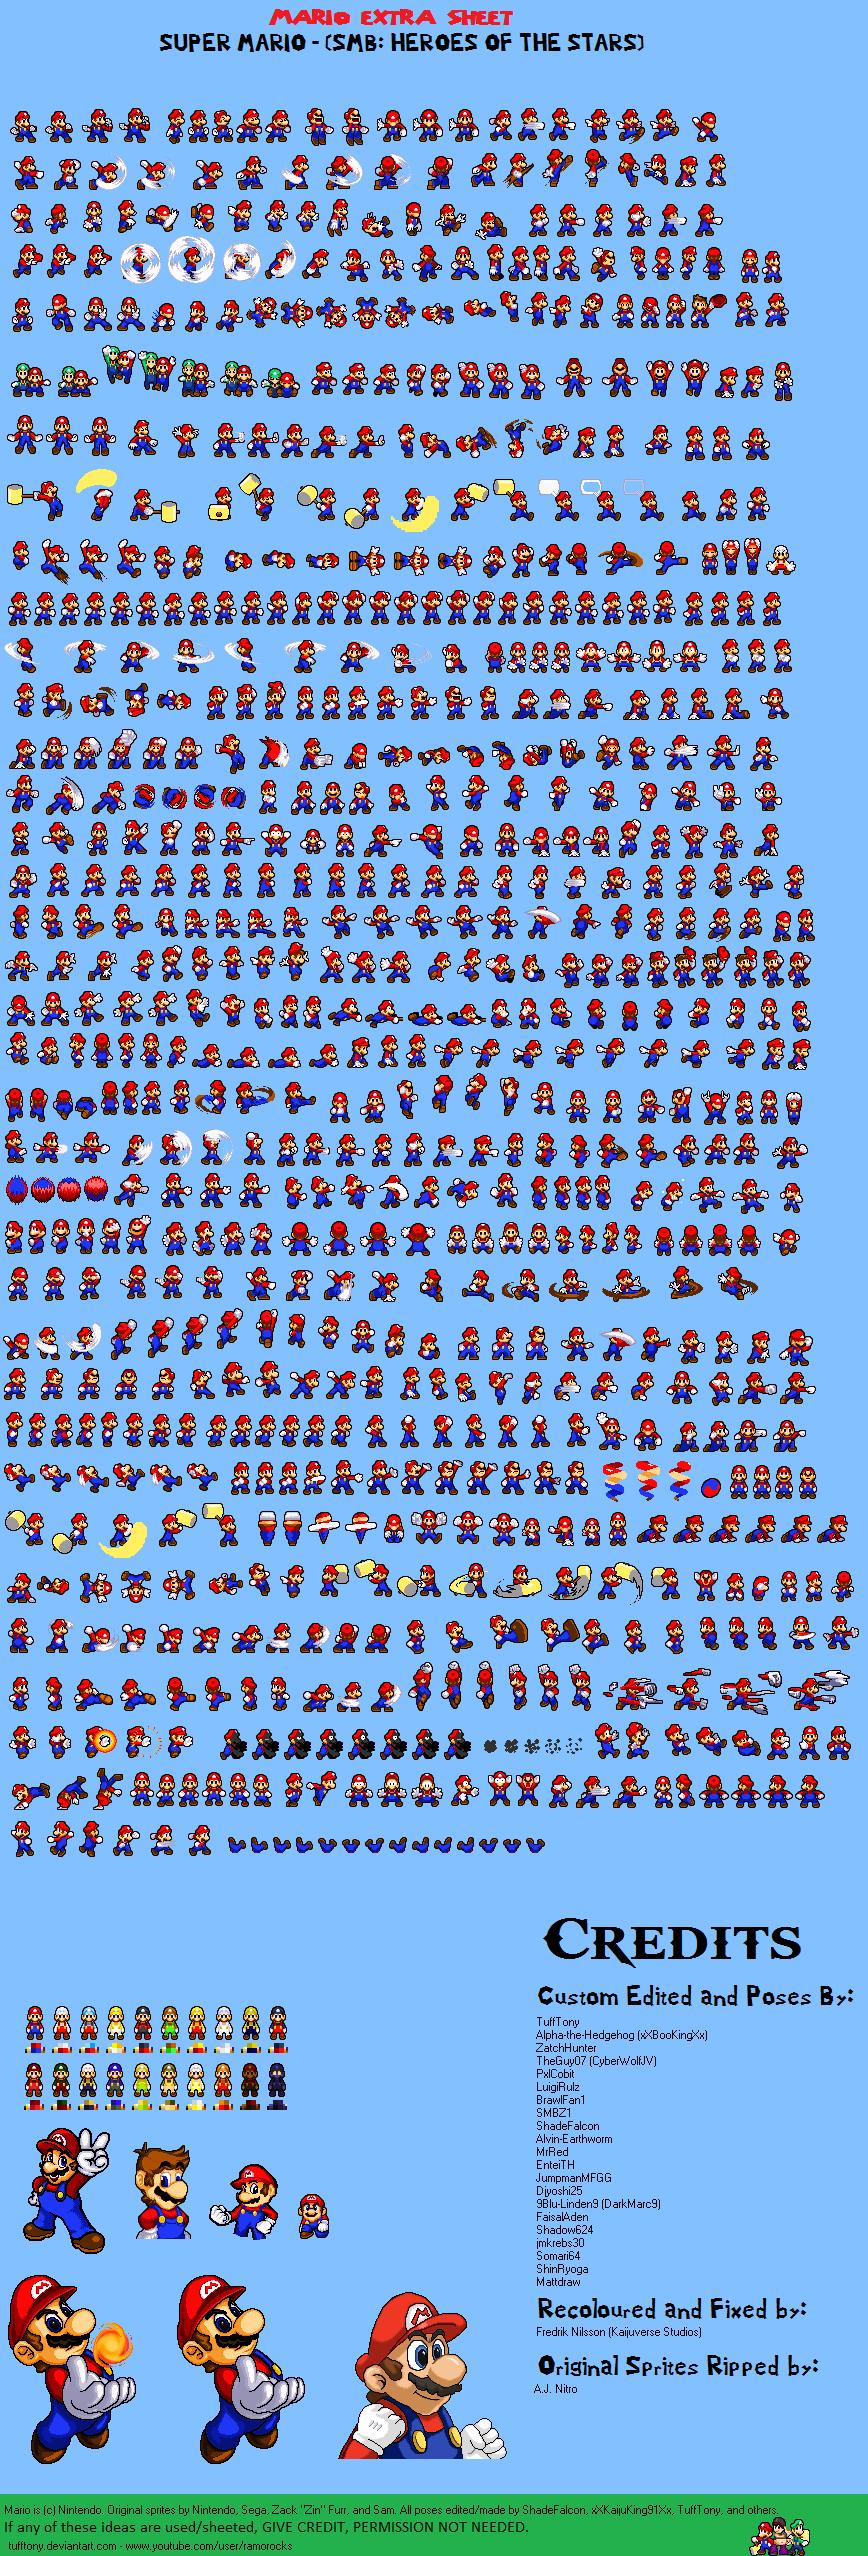 MARIO EXTRA SHEET
SUPER MARIO - (SMB: HEROES OF THE STARS)
CREDITS
Custom Edited and Poses By:
TuffTony
Alpha-the-Hedgehog (xXBooKingXx)
ZatchHunter
TheGuy07 (CyberWolfJV)
PxlCobit
LuigiRulz
BrawlFan1
SMBZ1
ShadeFalcon
Alvin-Earthworm
MrRed
EnteiTH
JumpmanMFGG
Djyoshi25
9Blu-Linden9 (DarkMarc9)
FaisalAden
Shadow624
jmkrebs30
Somari64
ShinRyoga
Mattdraw
Recoloured and Fixed by:
Fredrik Nilsson (Kaijuverse Studios)
Original Sprites Ripped by:
A.J. Nitro
Mario is (c) Nintendo. Original sprites by Nintendo, Sega, Zack "Zin" Furr, and Sam. All poses edited/made by ShadeFalcon, xXKaijuKing91Xx, TuffTony, and others.
If any of these ideas are used/sheeted, GIVE CREDIT, PERMISSION NOT NEEDED.
tufftony.deviantart.com - www.youtube.com/user/ramorocks